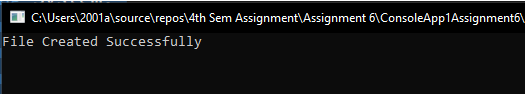 C:\Users\2001a\source\repos\4th Sem Assignment\Assignment 6\ConsoleApp1Assignment6\
File Created Successfully